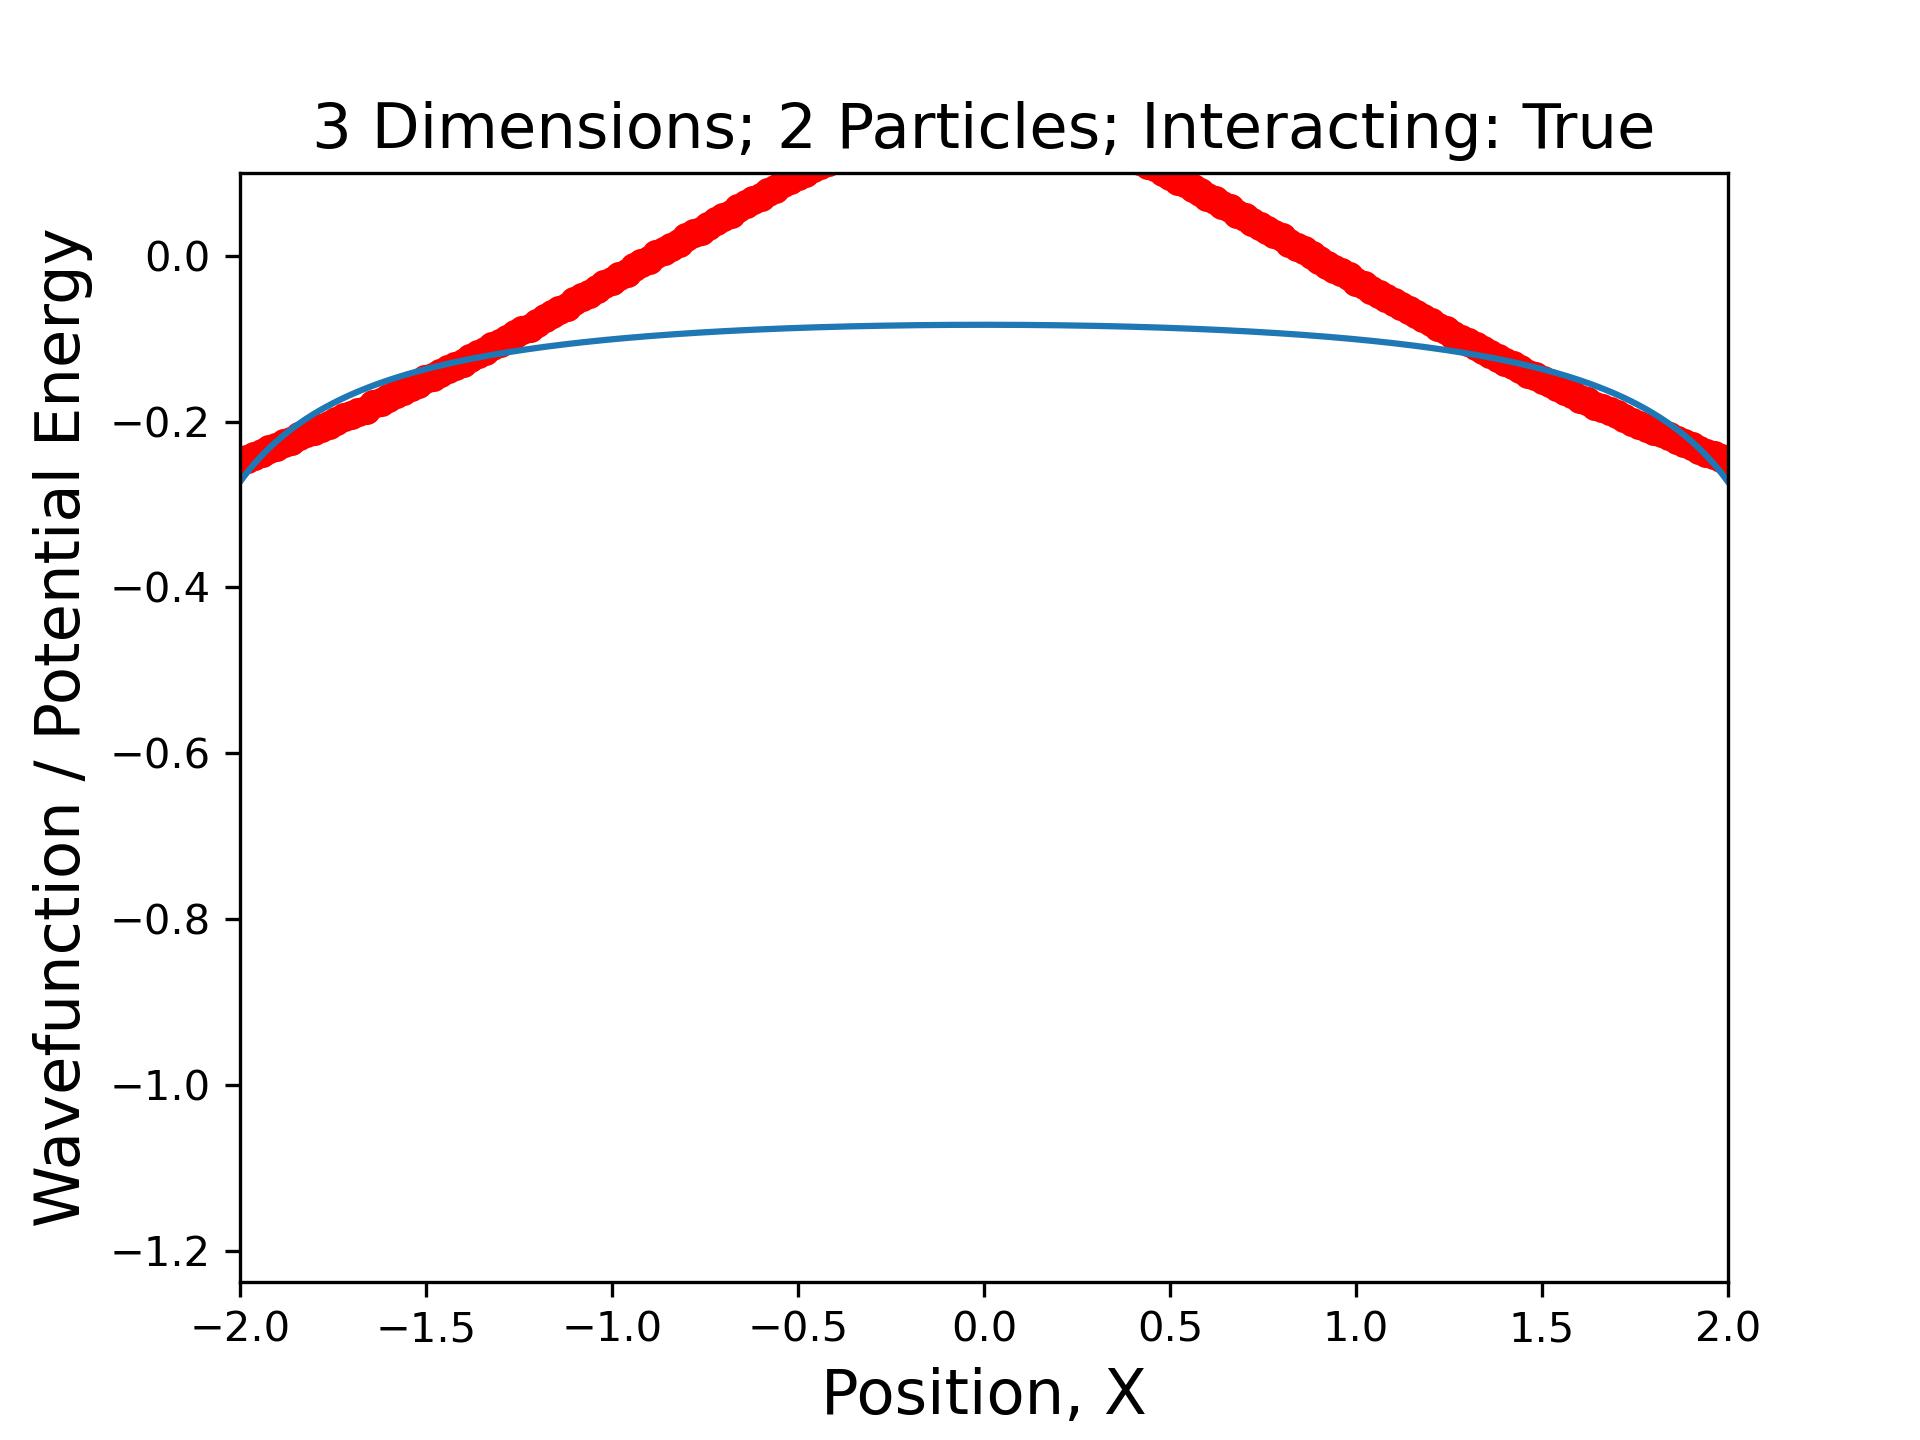 3 Dimensions; 2 Particles; Interacting: True
Wavefunction / Potential Energy
0.0
−0.2
−0.4
−0.6
−0.8
−1.0
−1.2
−2.0 −1.5 −1.0 −0.5 0.0 0.5 1.0 1.5 2.0
Position, X